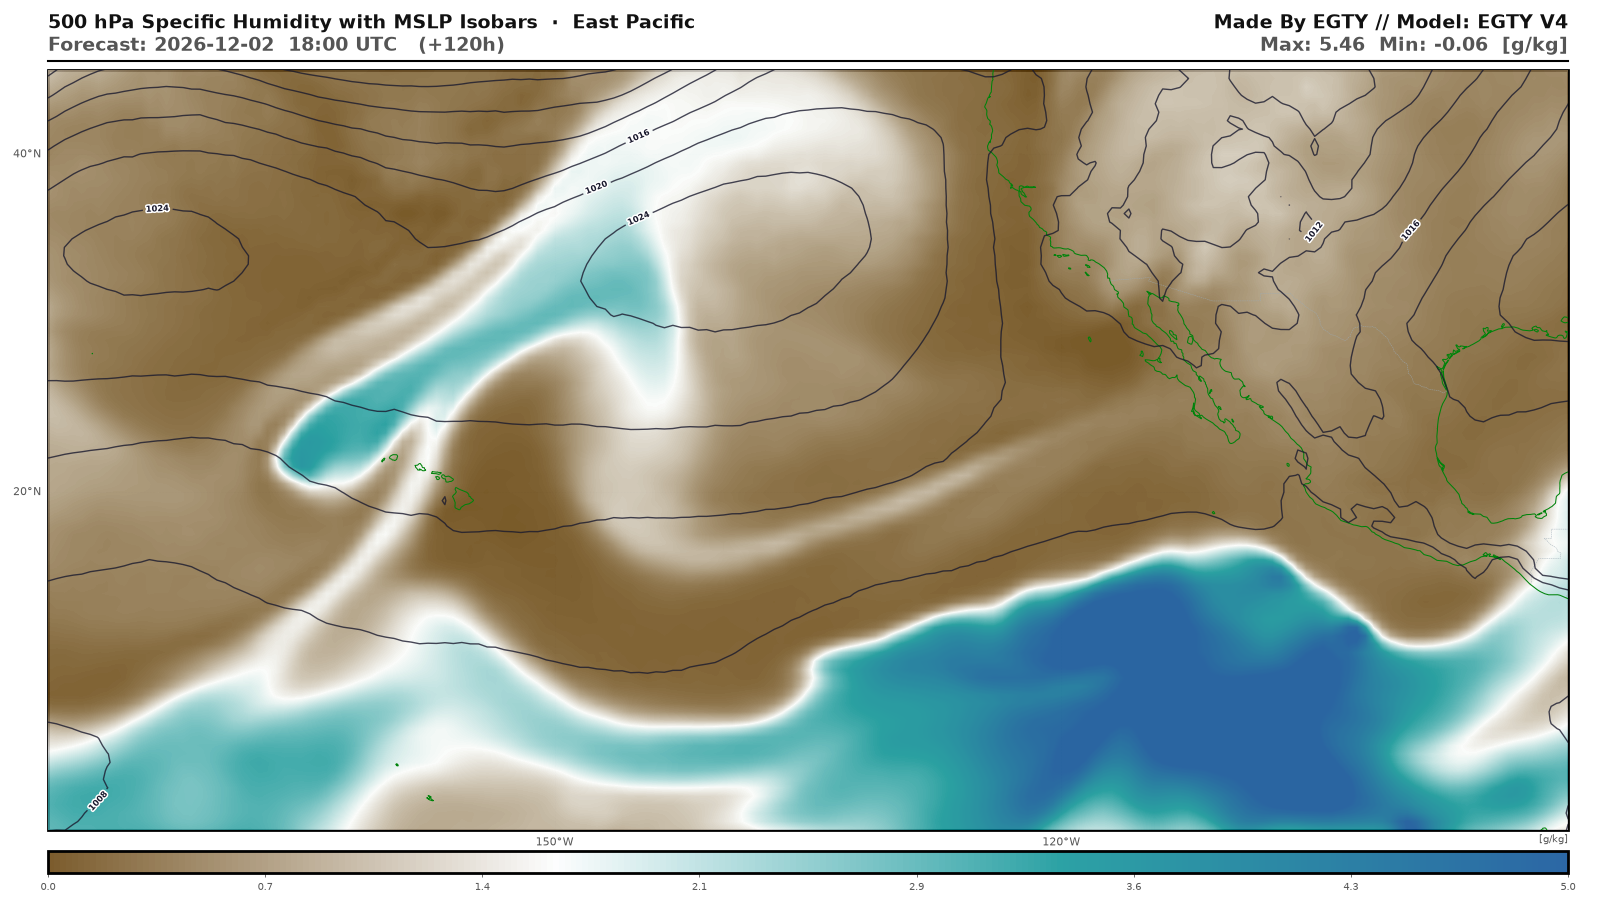 500 hPa Specific Humidity with MSLP Isobars · East Pacific
Made By EGTY // Model: EGTY V4
Forecast: 2026-12-02 18:00 UTC (+120h)
Max: 5.46 Min: -0.06 [g/kg]
1016
40°N
1020
1024
1024
1012
1016
20°N
1008
150°W
120°W
[g/kg]
0.0
0.7
1.4
2.1
2.9
3.6
4.3
5.0